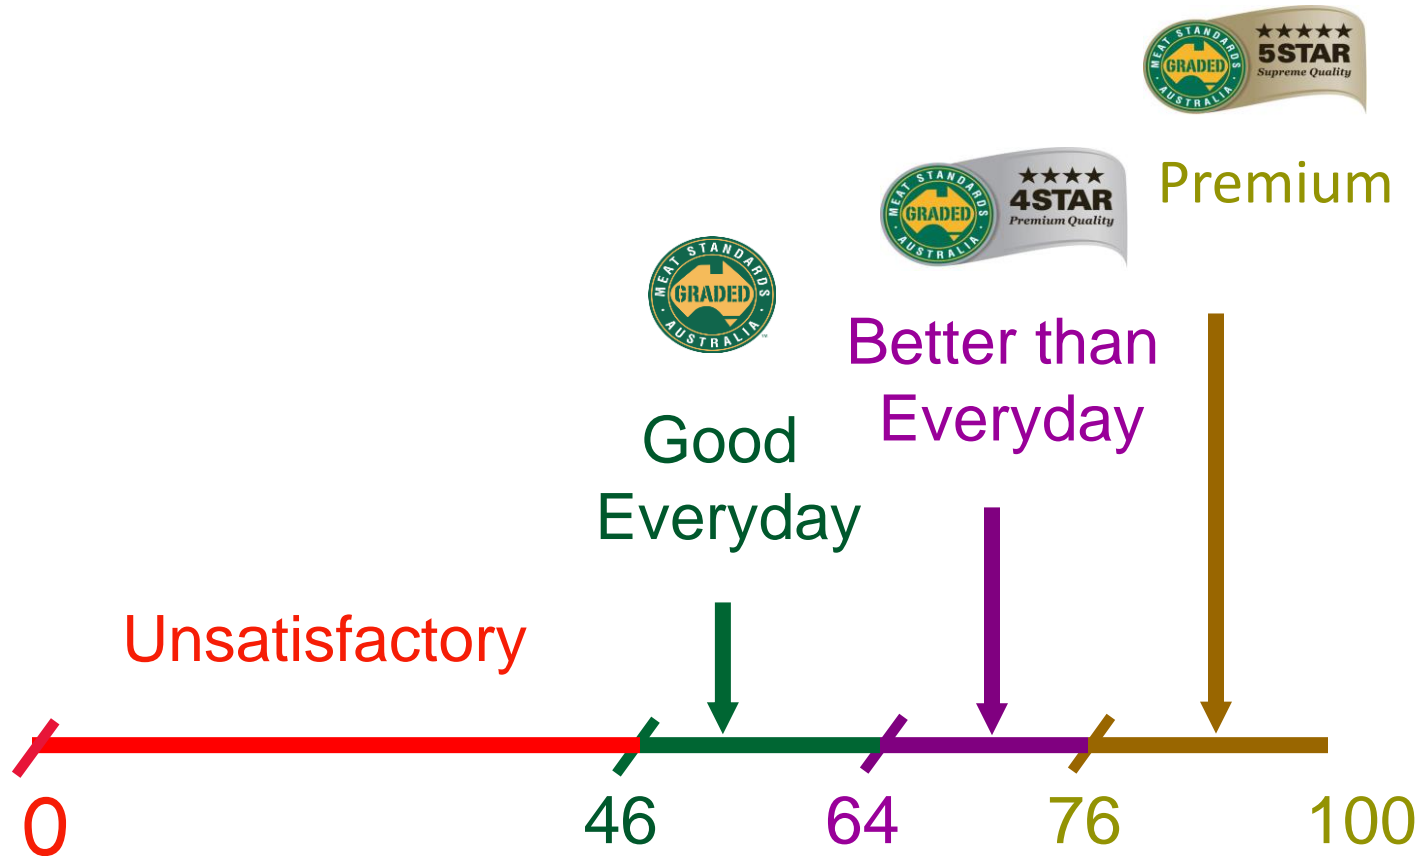 ★★★★★
5STAR
Supreme Quality
MEAT STANDARDS
GRADED
AUSTRALIA
Premium
★★★★
4STAR
Premium Quality
MEAT STANDARDS
GRADED
AUSTRALIA
MEAT STANDARDS
GRADED
AUSTRALIA
TM
Better than
Everyday
Good
Everyday
Unsatisfactory
0
46
64
76
100